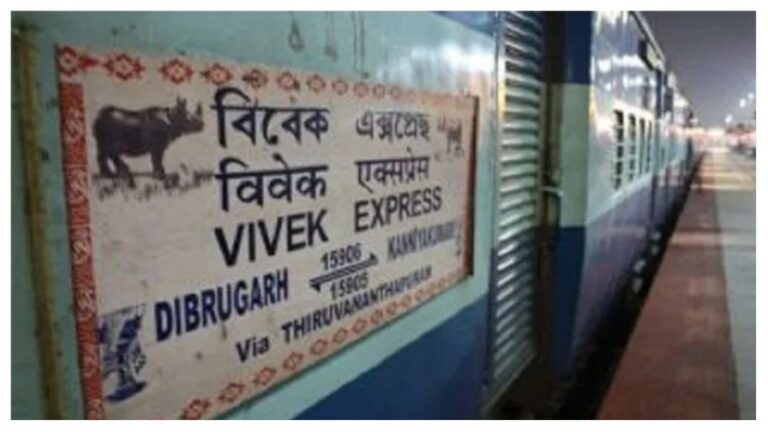 বিবেক এক্সপ্ৰেছ
विवेक एक्सप्रेस
VIVEK EXPRESS
DIBRUGARH 15906 KANNIYAKUMARI
15905
Via THIRUVANANTHAPURAM